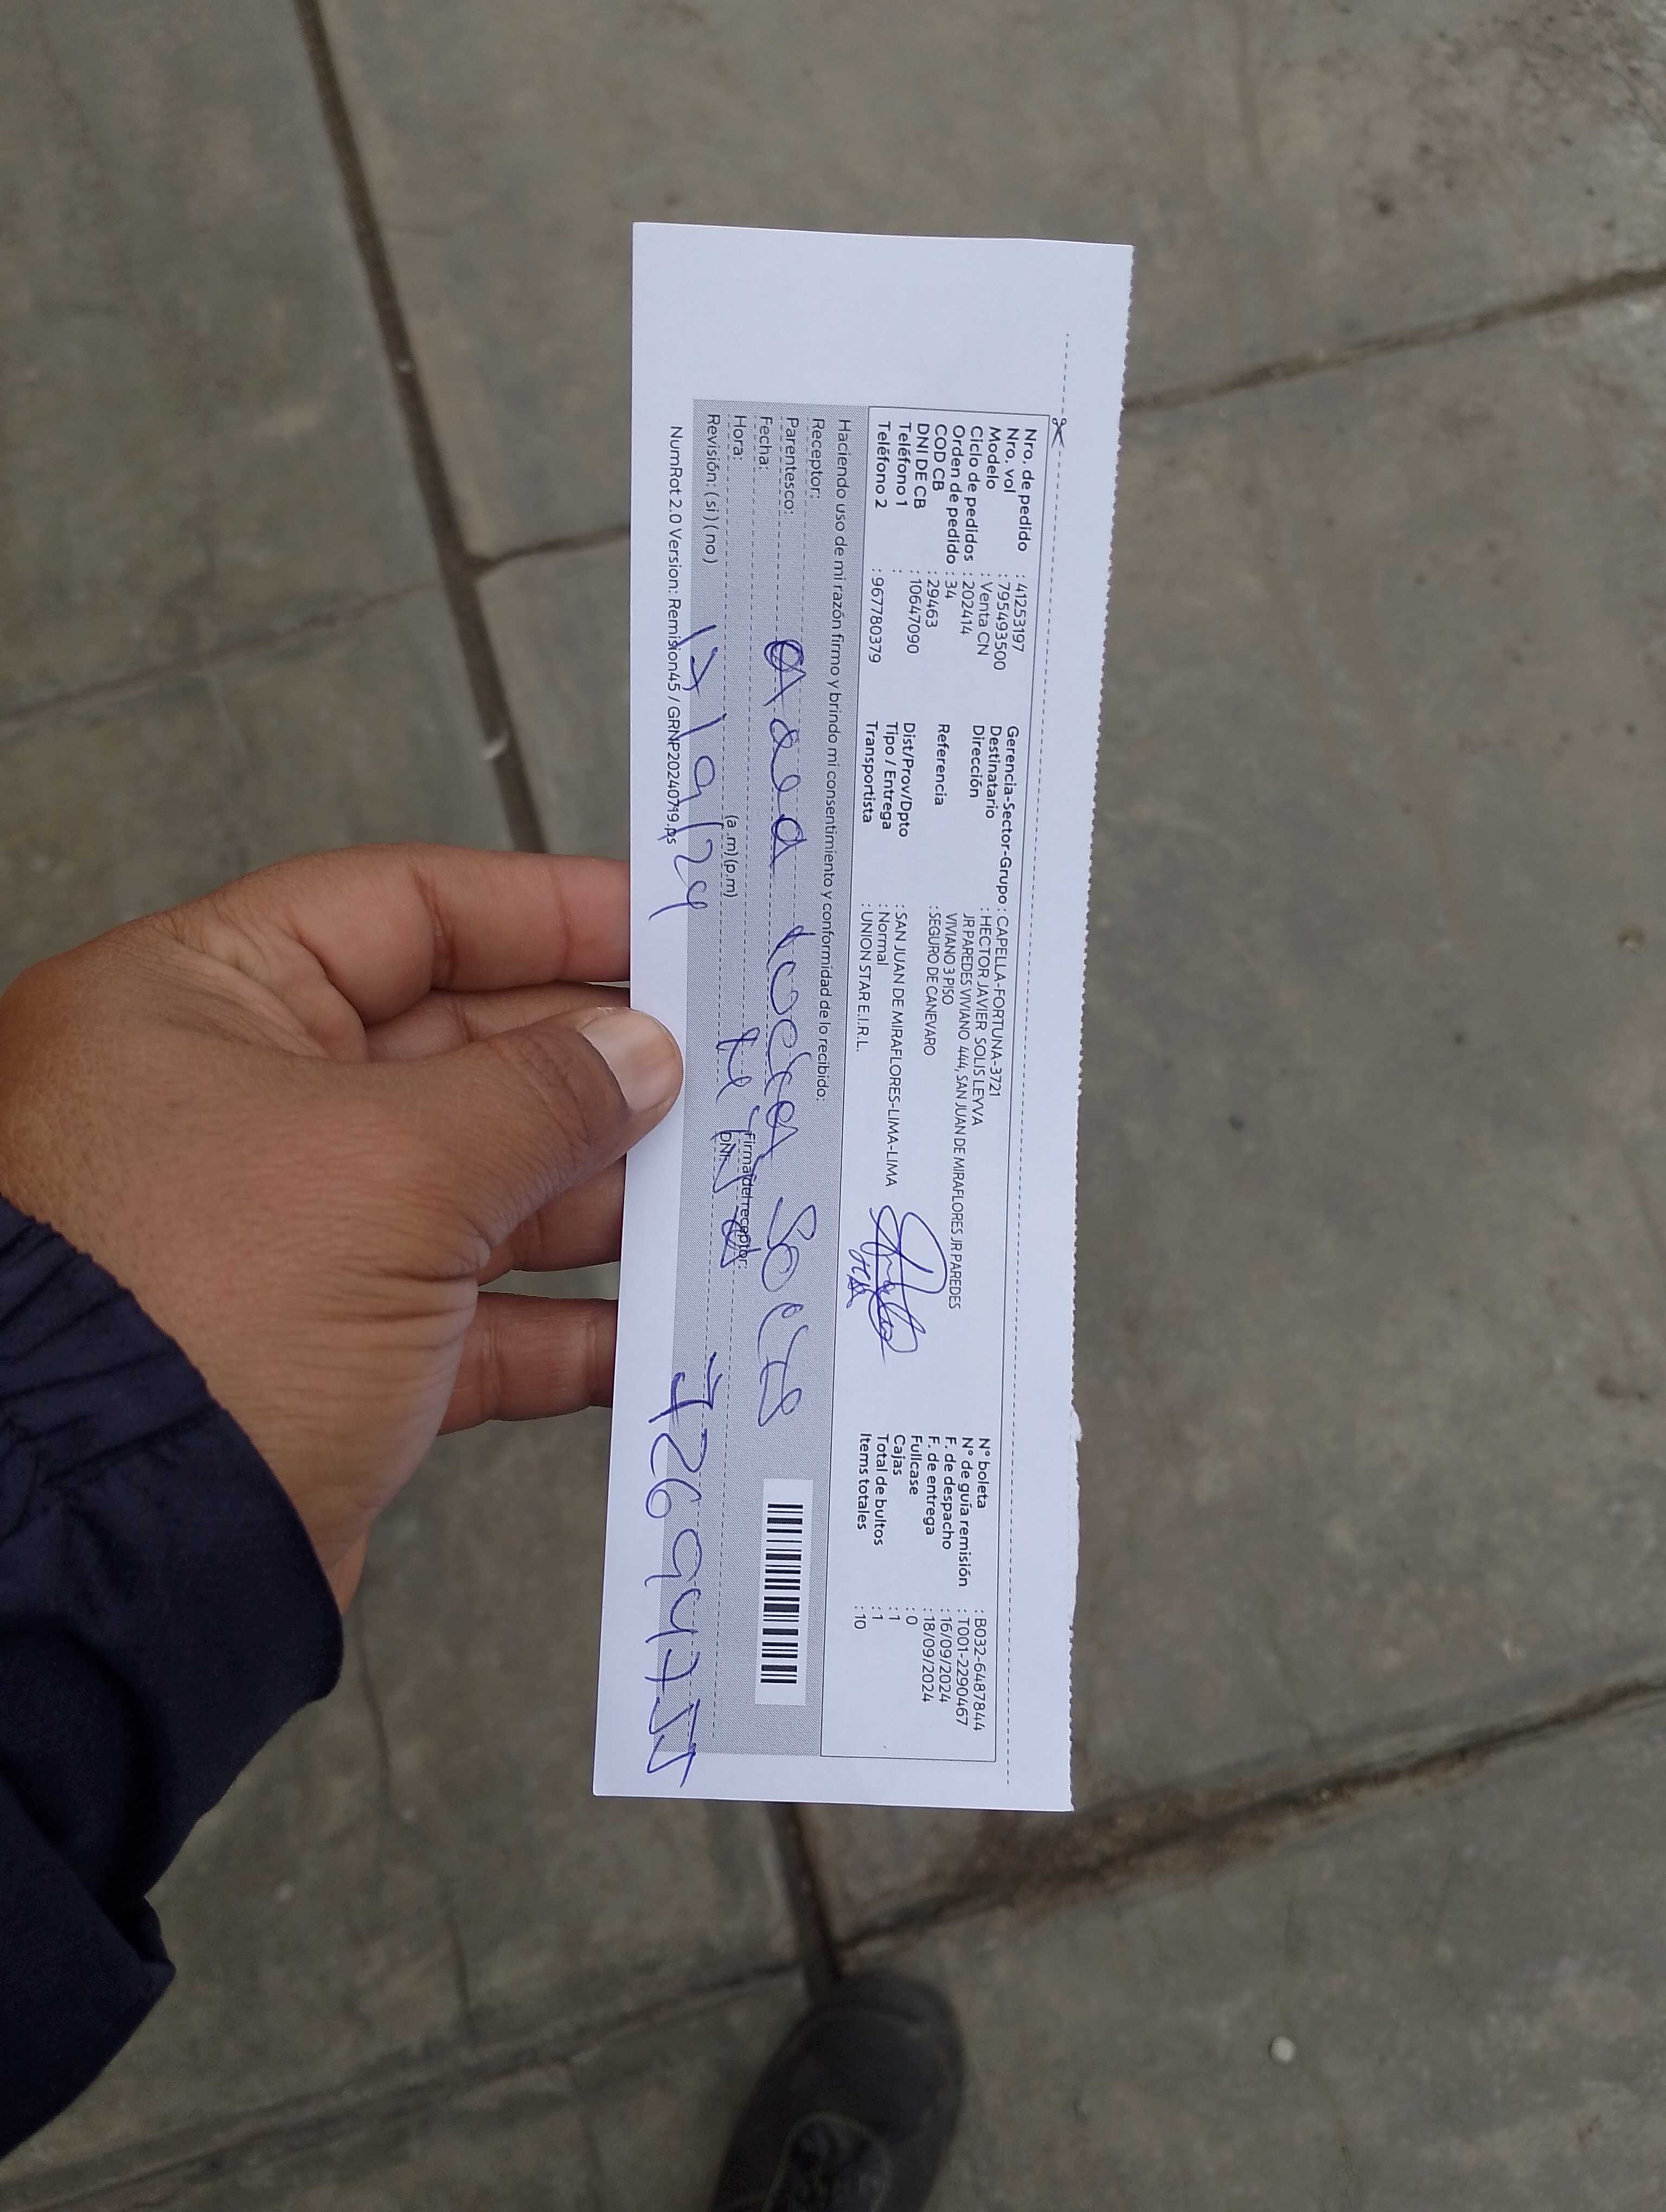 Nro. de pedido : 41253197
Nro. vol : 795493500
Modelo : Venta CN
Ciclo de pedidos : 202414
Orden de pedido : 34
COD CB : 29463
DNI DE CB : 10647090
Teléfono 1 :
Teléfono 2 : 967780379
Gerencia-Sector-Grupo : CAPELLA-FORTUNA-3721
Destinatario : HECTOR JAVIER SOLIS LEYVA
Dirección JR PAREDES VIVIANO 444, SAN JUAN DE MIRAFLORES JR PAREDES
VIVIANO 3 PISO
Referencia : SEGURO DE CANEVARO
Dist/Prov/Dpto : SAN JUAN DE MIRAFLORES-LIMA-LIMA
Tipo / Entrega : Normal
Transportista : UNION STAR E.I.R.L.
N° boleta : B032-6487844
N° de guía remisión : T001-2290467
F. de despacho : 16/09/2024
F. de entrega : 18/09/2024
Fullcase : 0
Cajas : 1
Total de bultos : 1
Items totales : 10
Haciendo uso de mi razón firmo y brindo mi consentimiento y conformidad de lo recibido:
Receptor:
Parentesco:
Fecha:
Hora: (a.m) (p.m)
Firma del receptor:
Revisión: ( si ) ( no )
DNI:
17/9/24
NumRot 2.0 Version: Remision45 / GRNP20240719.ps